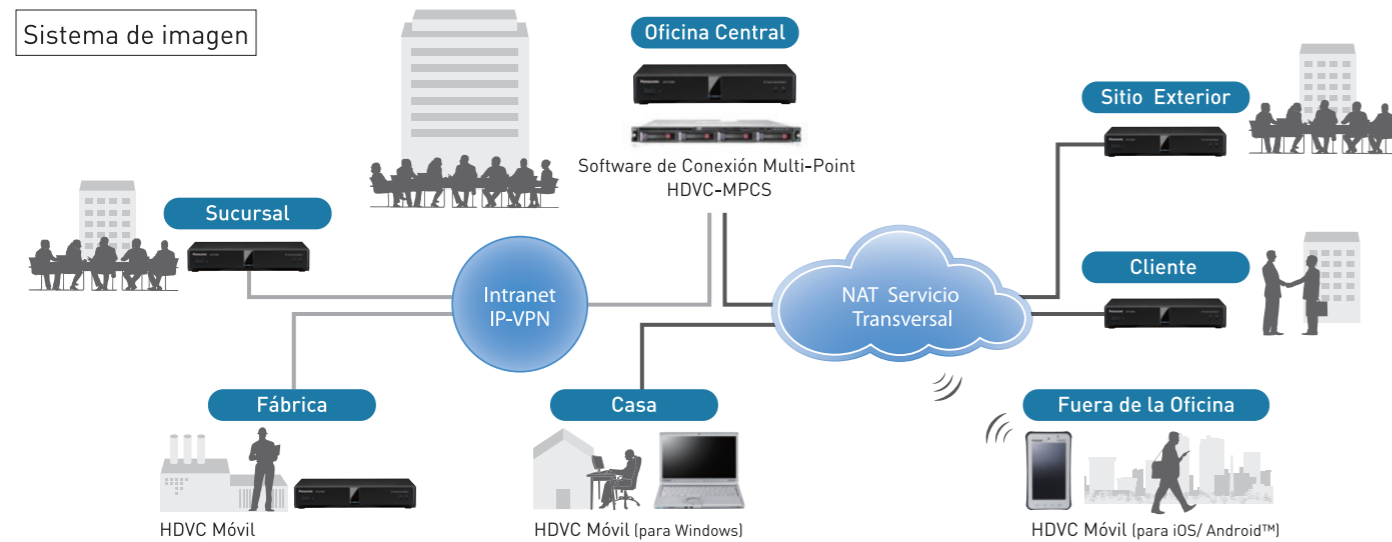 Sistema de imagen
Oficina Central
Software de Conexión Multi-Point
HDVC-MPCS
Sitio Exterior
Sucursal
Cliente
Intranet
IP-VPN
NAT Servicio
Transversal
Fábrica
Casa
Fuera de la Oficina
HDVC Móvil
HDVC Móvil (para Windows)
HDVC Móvil (para iOS/ Android™)